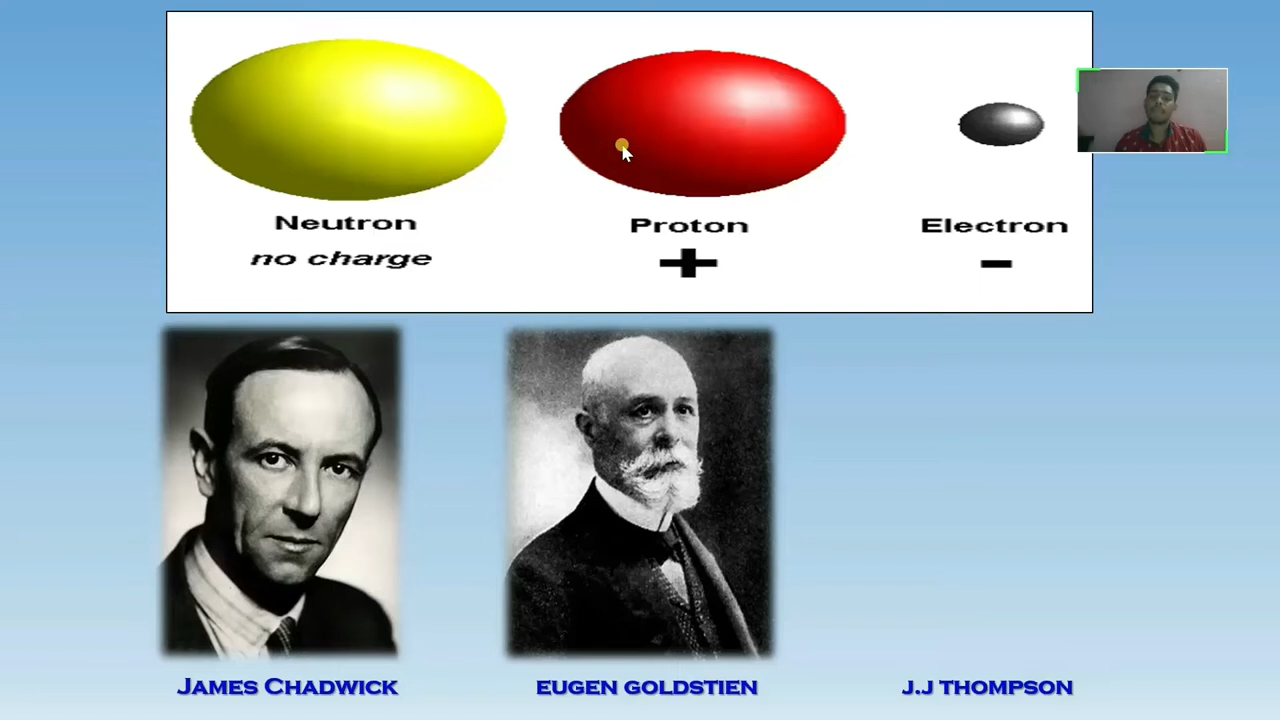 Neutron
no charge
Proton
+
Electron
-
JAMES CHADWICK
EUGEN GOLDSTIEN
J.J THOMPSON